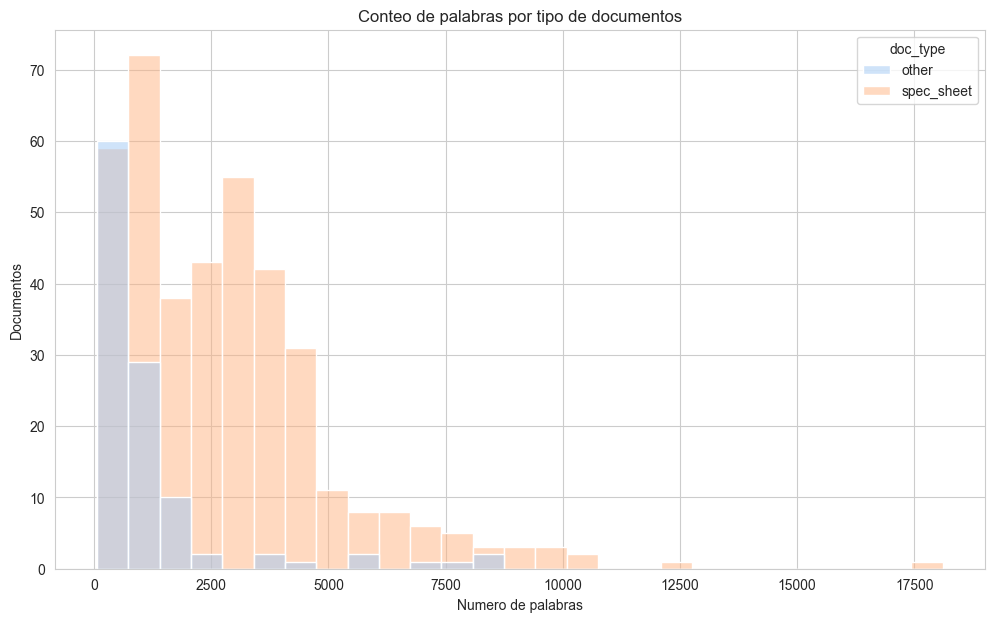 Conteo de palabras por tipo de documentos
doc_type
other
spec_sheet
Documentos
70
60
50
40
30
20
10
0
0 2500 5000 7500 10000 12500 15000 17500
Numero de palabras